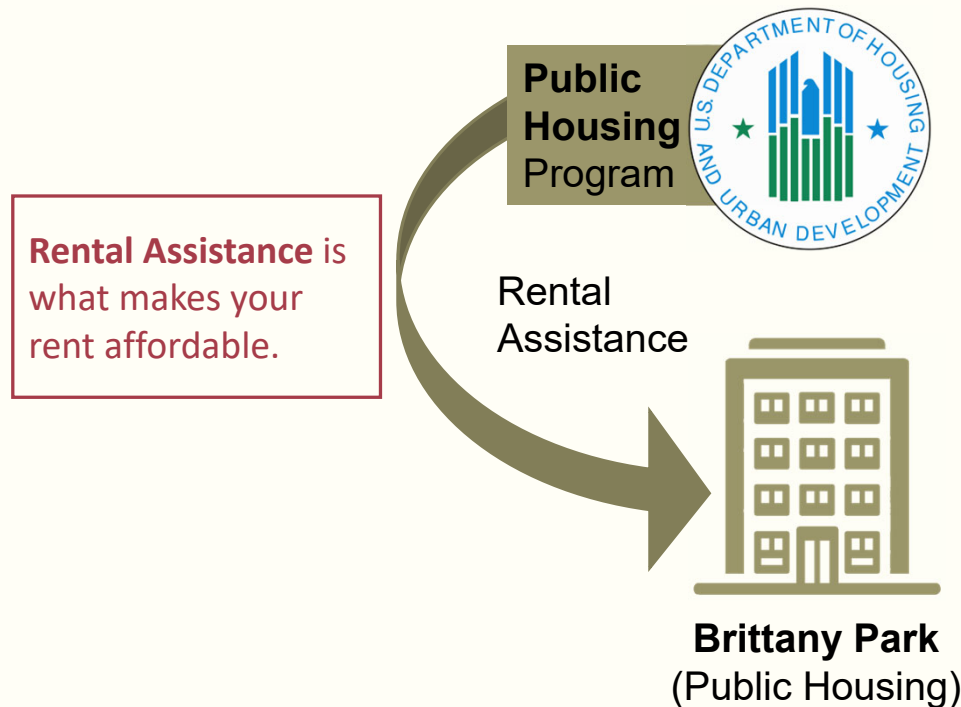 Public
Housing
Program
U.S. DEPARTMENT OF HOUSING
AND URBAN DEVELOPMENT
Rental Assistance is
what makes your
rent affordable.
Rental
Assistance
Brittany Park
(Public Housing)